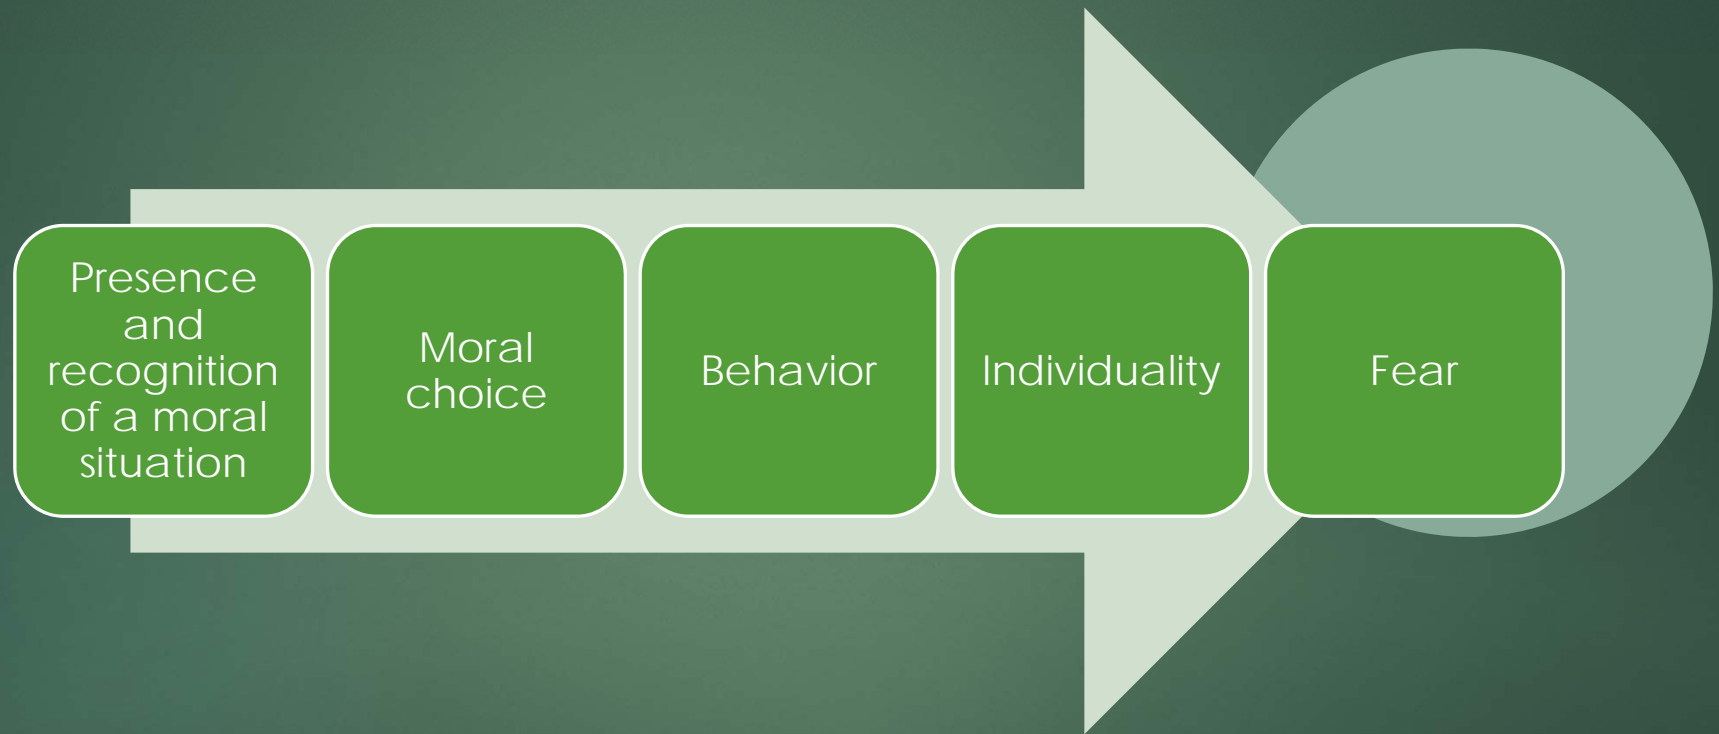 Presence
and
recognition
of a moral
situation
Moral
choice
Behavior
Individuality
Fear